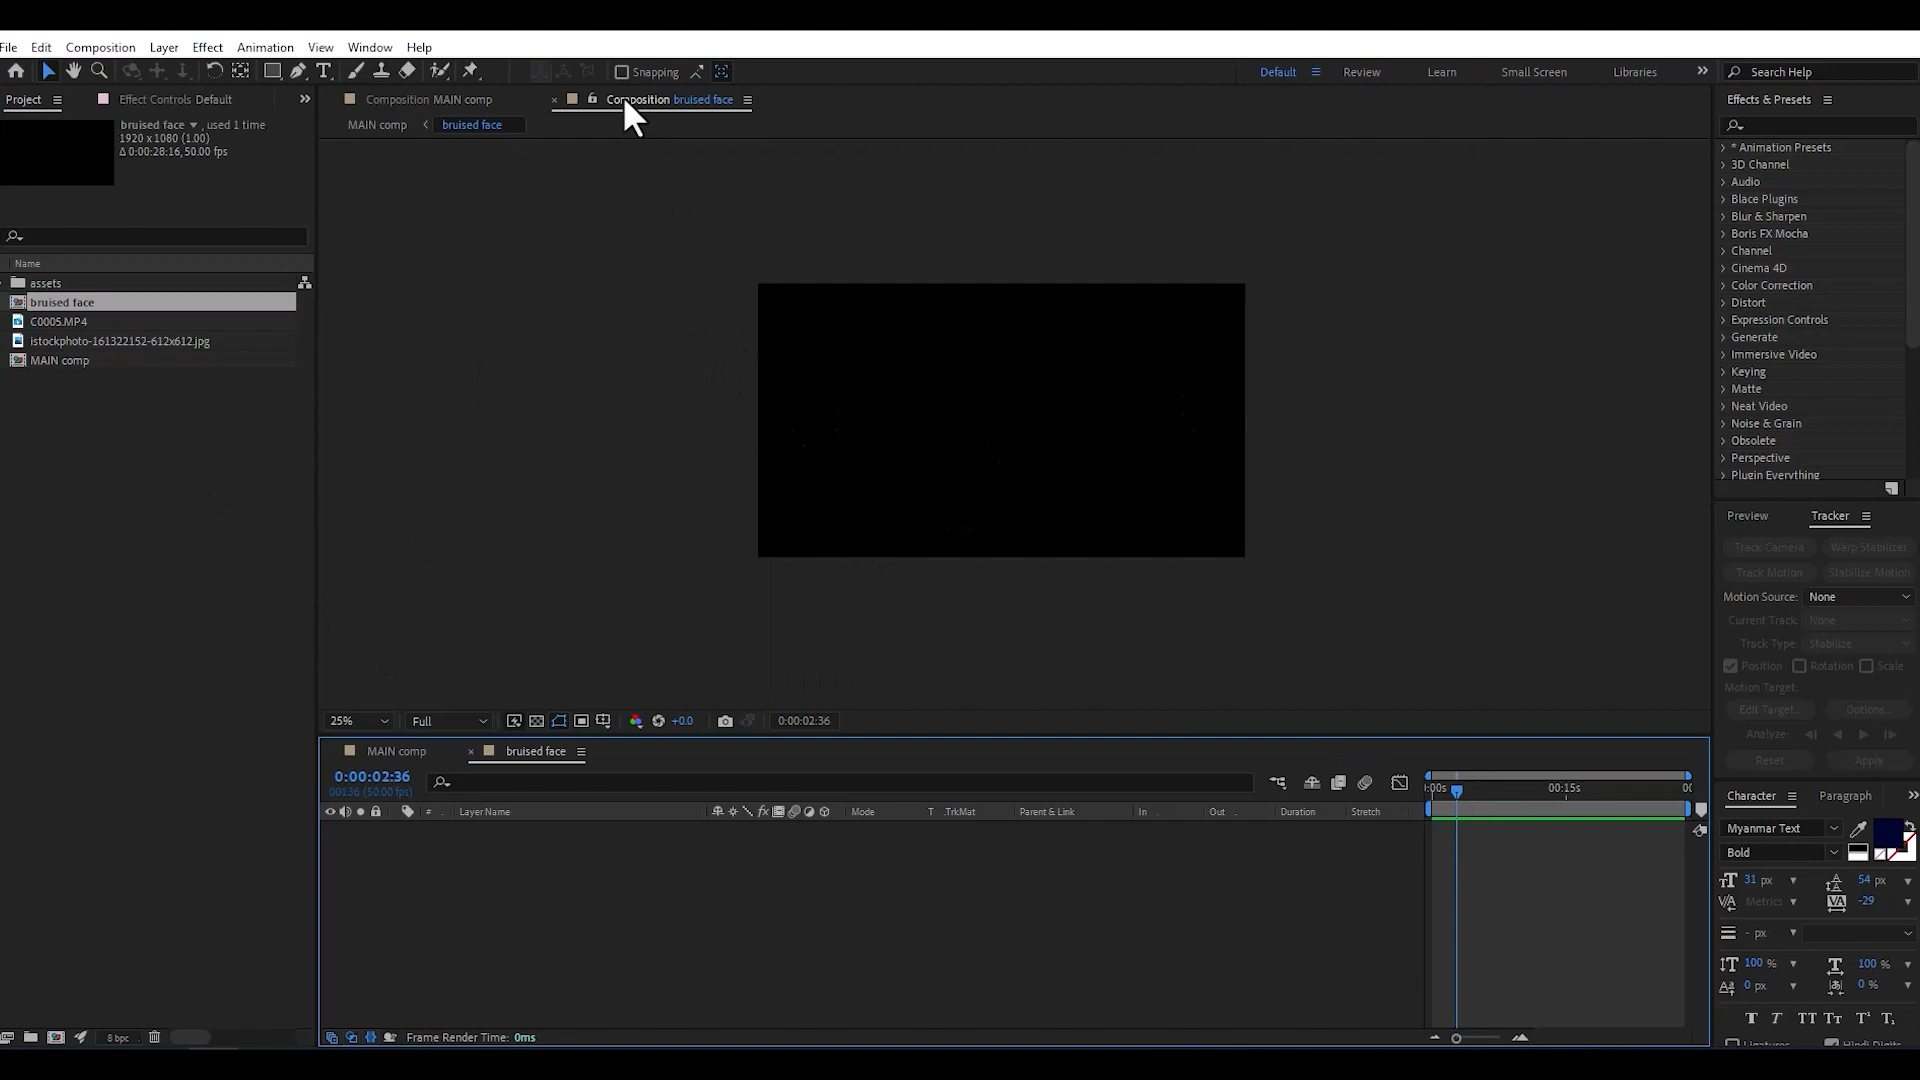 File Edit Composition Layer Effect Animation View Window Help
Snapping Default Review Learn Small Screen Libraries Search Help
Project Effect Controls Default
bruised face , used 1 time
1920 x 1080 (1.00)
Δ 0:00:28:16, 50.00 fps
Name
assets
bruised face
C0005.MP4
istockphoto-161322152-612x612.jpg
MAIN comp
8 bpc
Composition MAIN comp × Composition bruised face
MAIN comp < bruised face
25% Full +0.0 0:00:02:36
MAIN comp × bruised face
0:00:02:36
00136 (50.00 fps)
:00s 00:15s 00
# Layer Name fx Mode T .TrkMat Parent & Link In Out Duration Stretch
Frame Render Time: 0ms
Effects & Presets
* Animation Presets
3D Channel
Audio
Blace Plugins
Blur & Sharpen
Boris FX Mocha
Channel
Cinema 4D
Color Correction
Distort
Expression Controls
Generate
Immersive Video
Keying
Matte
Neat Video
Noise & Grain
Obsolete
Perspective
Plugin Everything
Preview Tracker
Track Camera Warp Stabilizer
Track Motion Stabilize Motion
Motion Source: None
Current Track: None
Track Type: Stabilize
Position Rotation Scale
Motion Target:
Edit Target... Options...
Analyze:
Reset Apply
Character Paragraph
Myanmar Text
Bold
31 px 54 px
Metrics -29
- px
100 % 100 %
0 px 0 %
T T TT Tt T¹ T₁
Ligatures Hindi Digits